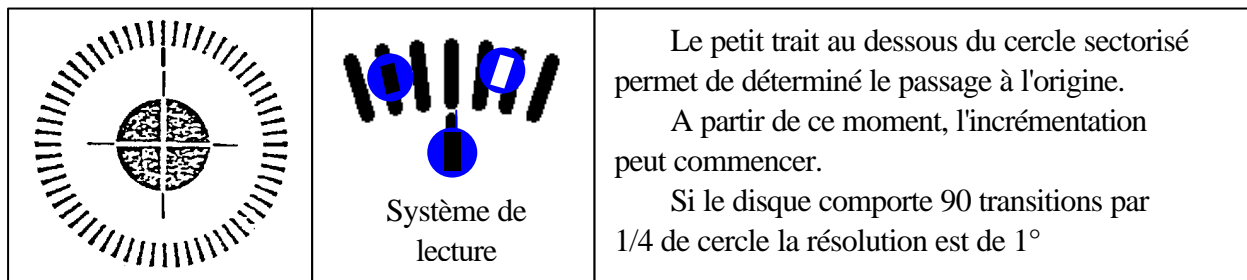 Système de
lecture
Le petit trait au dessous du cercle sectorisé
permet de déterminé le passage à l'origine.
A partir de ce moment, l'incrémentation
peut commencer.
Si le disque comporte 90 transitions par
1/4 de cercle la résolution est de 1°